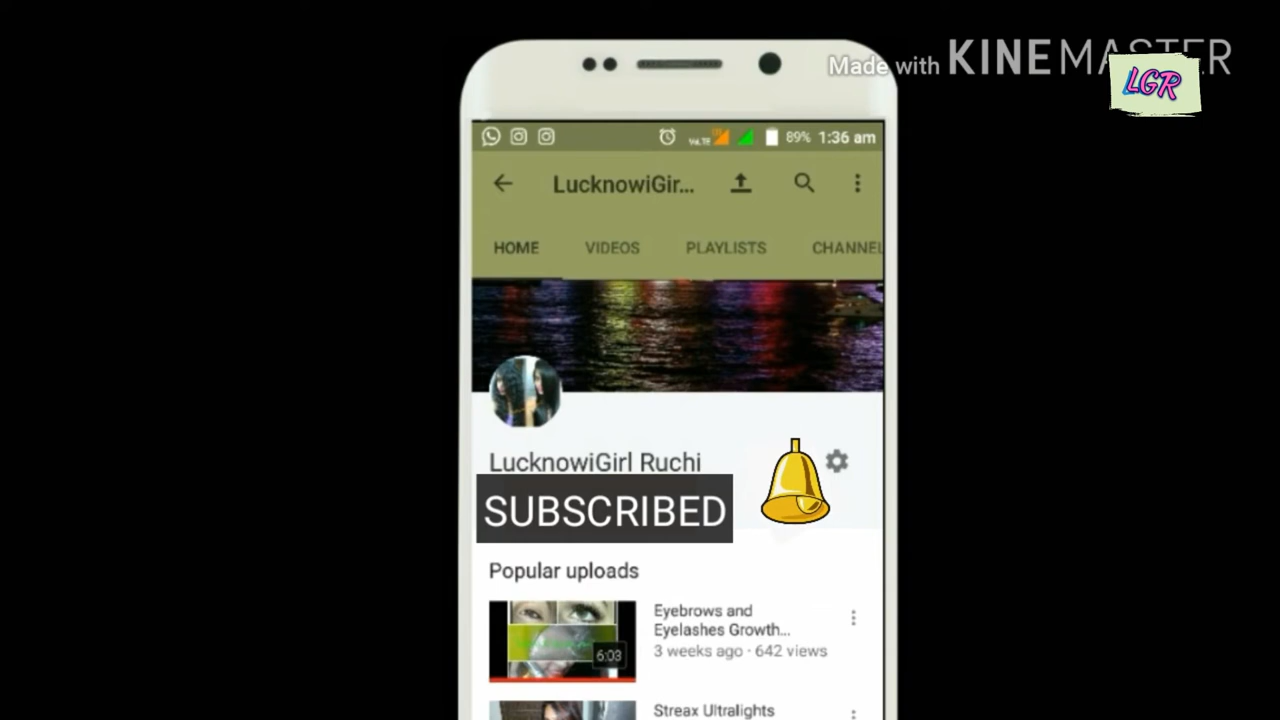 Made with KINEMASTER
LGR
VoLTE 89% 1:36 am
LucknowiGir...
HOME VIDEOS PLAYLISTS CHANNEL
LucknowiGirl Ruchi
SUBSCRIBED
Popular uploads
Eyebrows and
Eyelashes Growth...
3 weeks ago · 642 views
6:03
Streax Ultralights